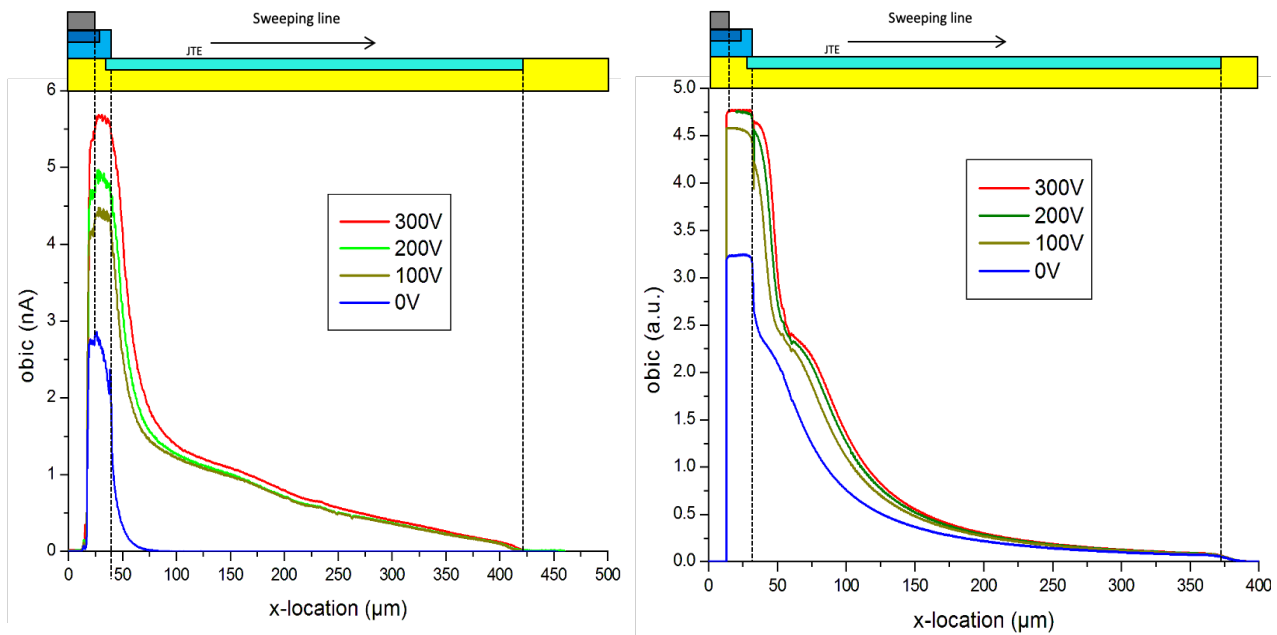 Sweeping line
JTE
6
5
4
3
2
1
0
obic (nA)
300V
200V
100V
0V
0 50 100 150 200 250 300 350 400 450 500
x-location (µm)
Sweeping line
JTE
5.0
4.5
4.0
3.5
3.0
2.5
2.0
1.5
1.0
0.5
0.0
obic (a.u.)
300V
200V
100V
0V
0 50 100 150 200 250 300 350 400
x-location (µm)